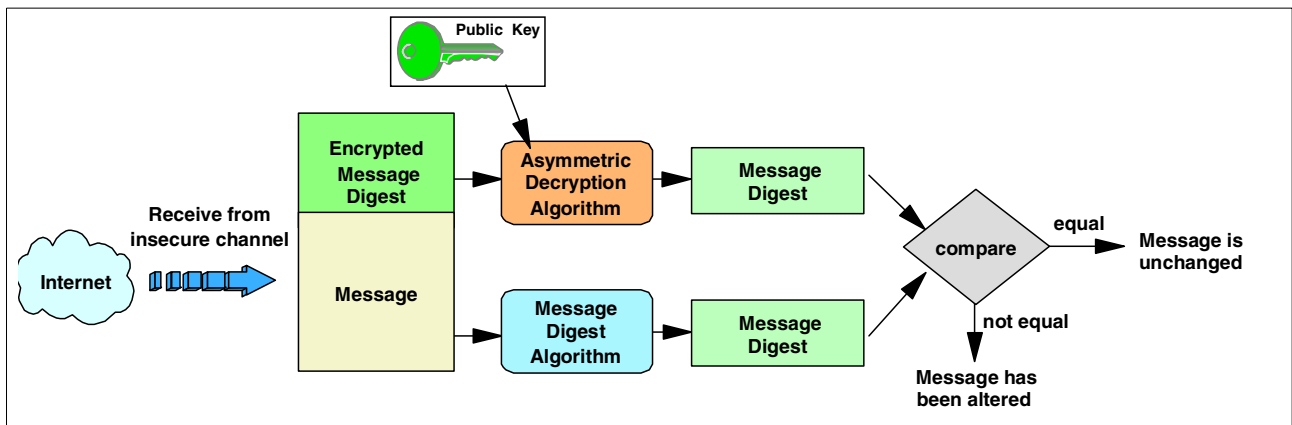 Public Key
Encrypted
Message
Digest
Asymmetric
Decryption
Algorithm
Message
Digest
Receive from
insecure channel
Internet
Message
compare
equal
Message is
unchanged
Message
Digest
Algorithm
Message
Digest
not equal
Message has
been altered